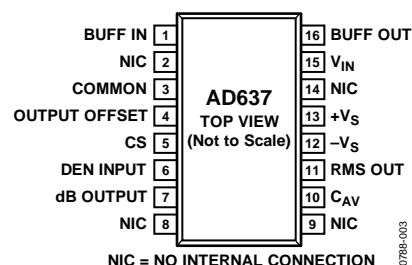 BUFF IN 1 16 BUFF OUT
NIC 2 15 VIN
COMMON 3 14 NIC
OUTPUT OFFSET 4 13 +VS
CS 5 12 –VS
DEN INPUT 6 11 RMS OUT
dB OUTPUT 7 10 CAV
NIC 8 9 NIC
AD637
TOP VIEW
(Not to Scale)
NIC = NO INTERNAL CONNECTION
0788-003